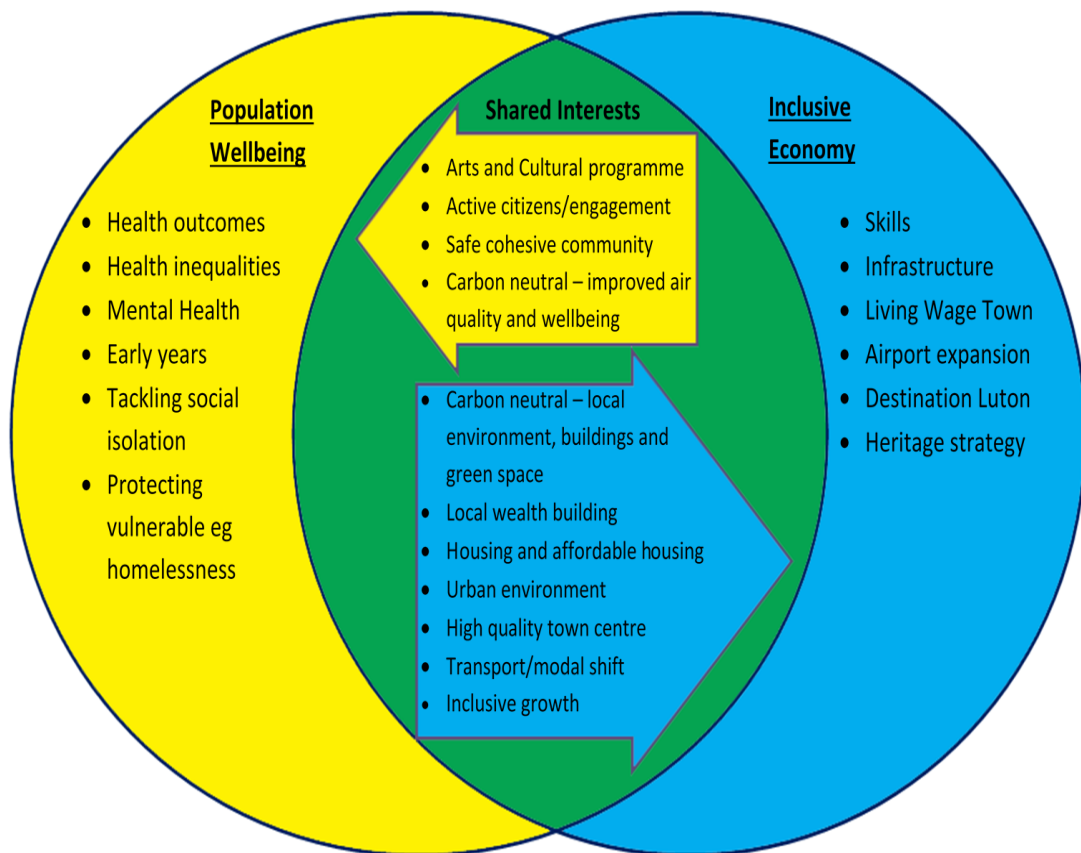 Population
Wellbeing
• Health outcomes
• Health inequalities
• Mental Health
• Early years
• Tackling social
isolation
• Protecting
vulnerable eg
homelessness
Shared Interests
• Arts and Cultural programme
• Active citizens/engagement
• Safe cohesive community
• Carbon neutral – improved air
quality and wellbeing
• Carbon neutral – local
environment, buildings and
green space
• Local wealth building
• Housing and affordable housing
• Urban environment
• High quality town centre
• Transport/modal shift
• Inclusive growth
Inclusive
Economy
• Skills
• Infrastructure
• Living Wage Town
• Airport expansion
• Destination Luton
• Heritage strategy